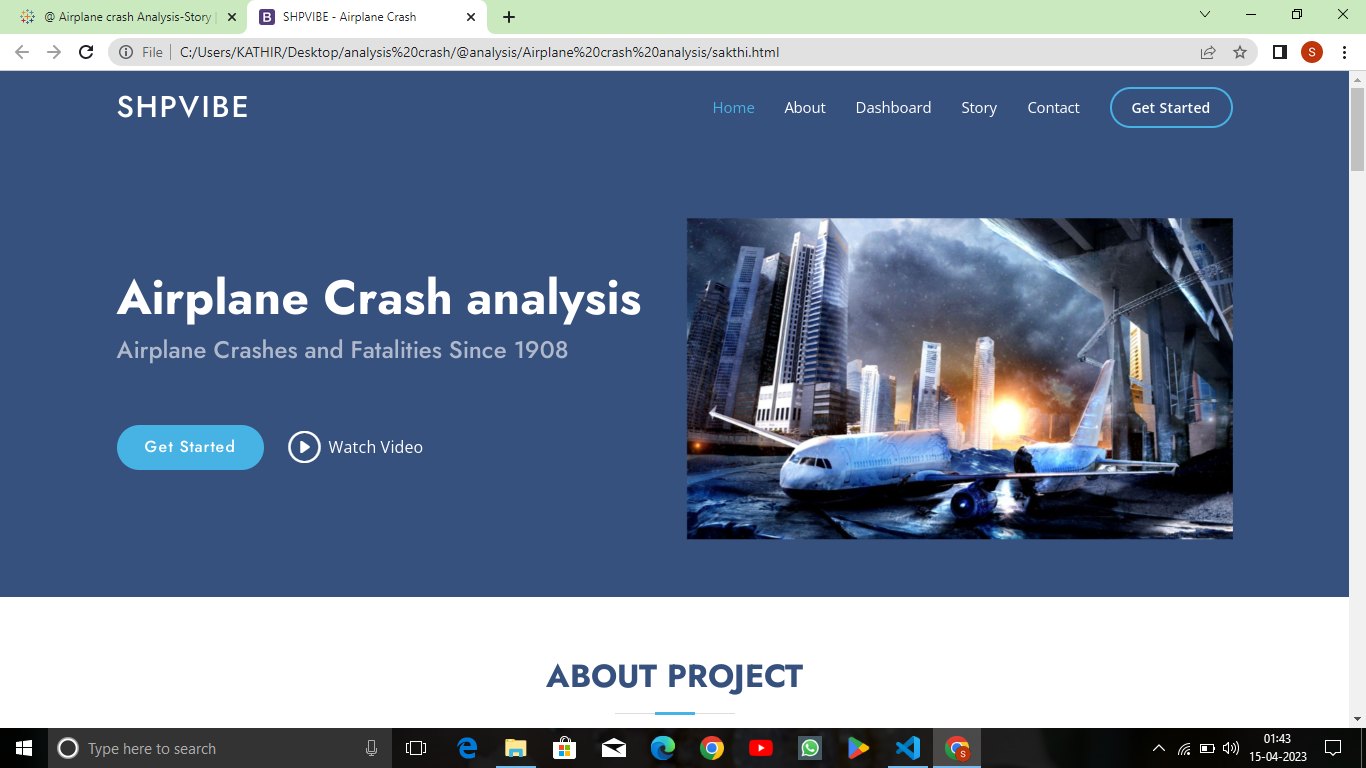 @ Airplane crash Analysis-Story |
SHPVIBE - Airplane Crash
File | C:/Users/KATHIR/Desktop/analysis%20crash/@analysis/Airplane%20crash%20analysis/sakthi.html
S
SHPVIBE
Home About Dashboard Story Contact Get Started
Airplane Crash analysis
Airplane Crashes and Fatalities Since 1908
Get Started Watch Video
ABOUT PROJECT
Type here to search
01:43
15-04-2023